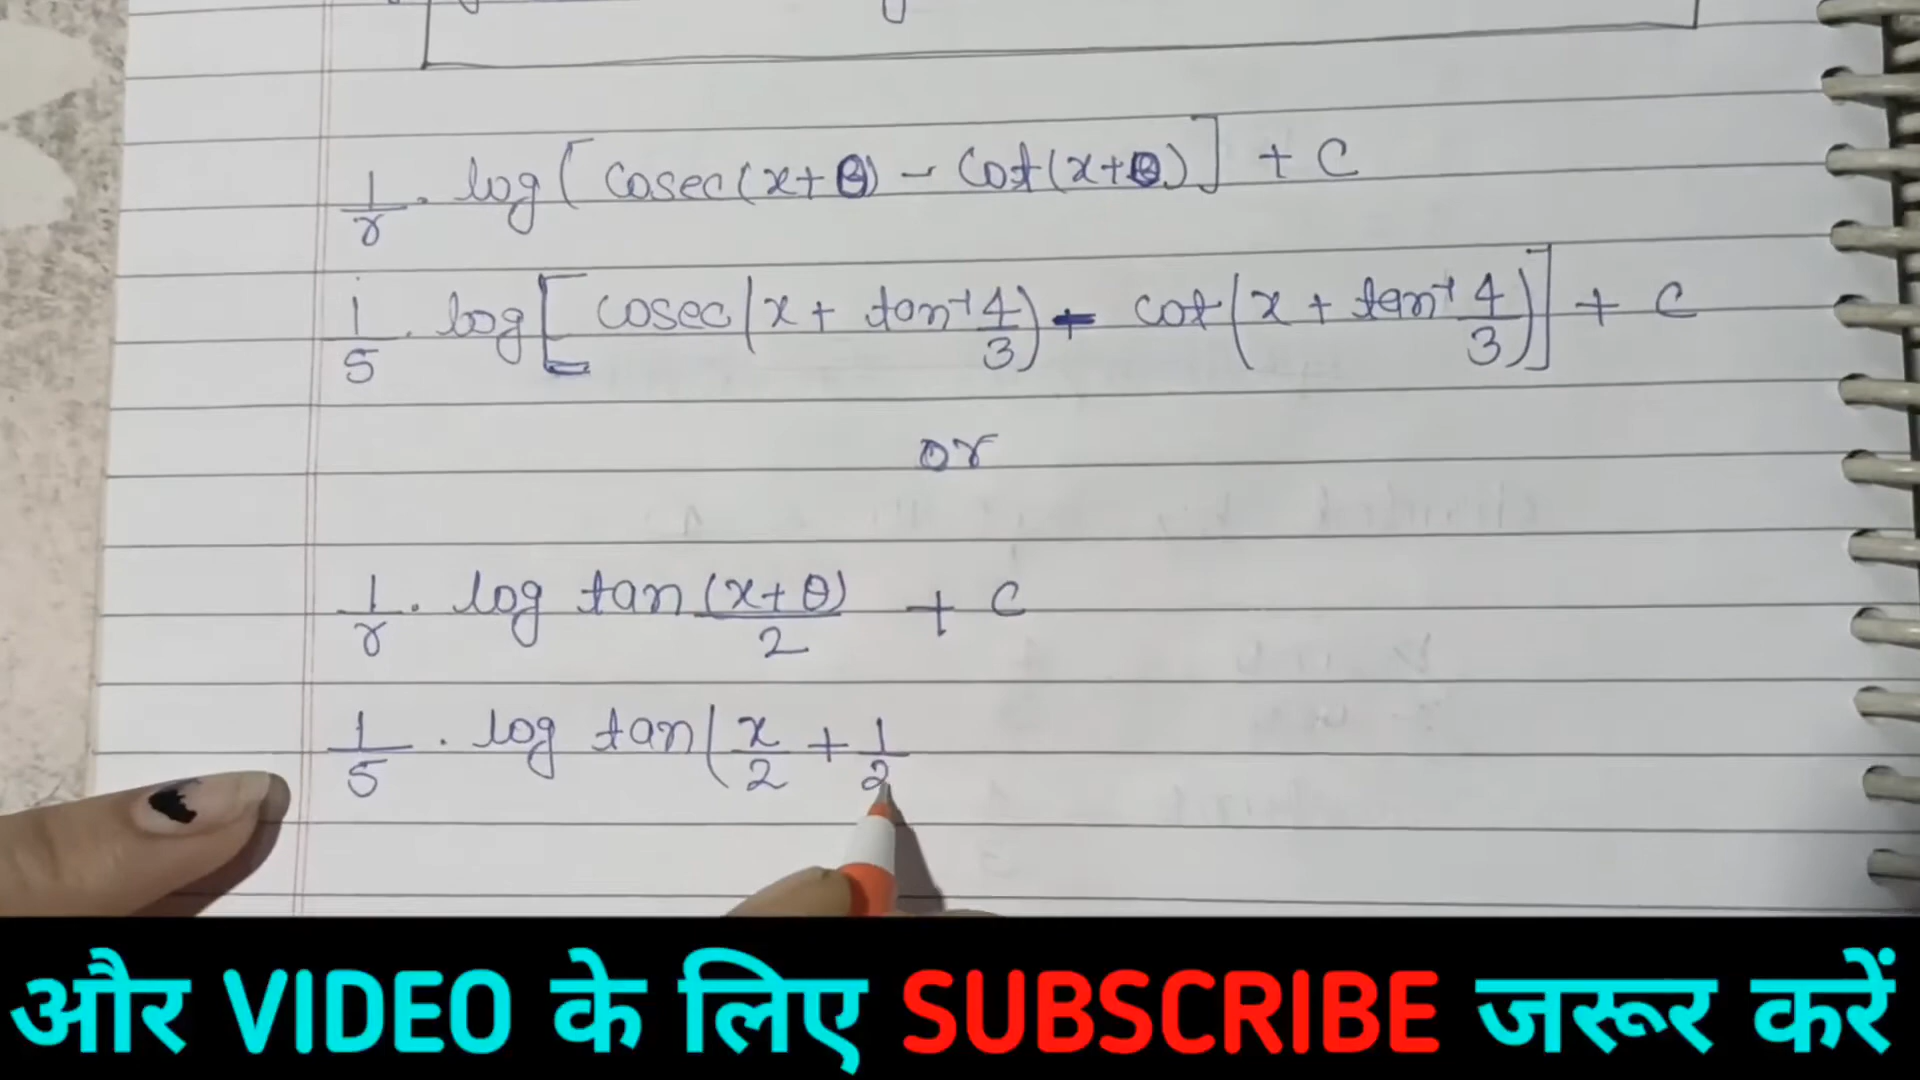 1/r . log [cosec(x+θ) - cot(x+θ)] + C
1/5 . log [cosec(x + tan⁻¹ 4/3) - cot(x + tan⁻¹ 4/3)] + C
or
1/r . log tan (x+θ)/2 + C
1/5 . log tan(x/2 + 1/2
और VIDEO के लिए SUBSCRIBE जरूर करें